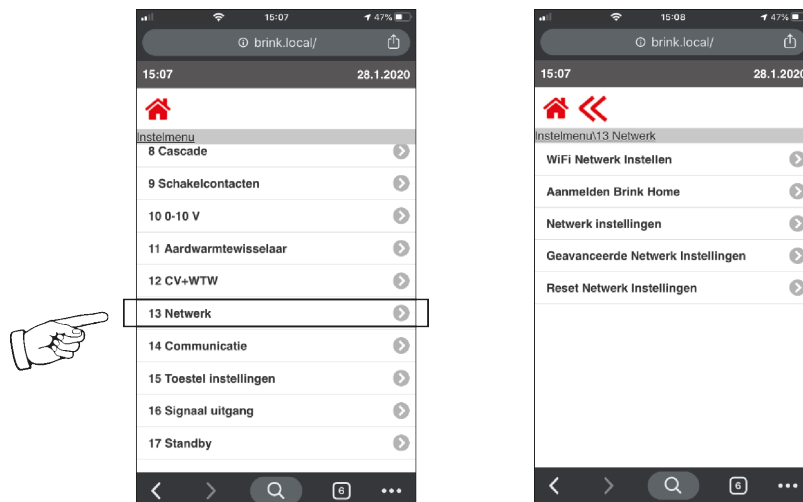 15:07
47%
brink.local/
15:07 28.1.2020
Instelmenu
8 Cascade
9 Schakelcontacten
10 0-10 V
11 Aardwarmtewisselaar
12 CV+WTW
13 Netwerk
14 Communicatie
15 Toestel instellingen
16 Signaal uitgang
17 Standby
6
15:08
47%
brink.local/
15:07 28.1.2020
Instelmenu\13 Netwerk
WiFi Netwerk Instellen
Aanmelden Brink Home
Netwerk instellingen
Geavanceerde Netwerk Instellingen
Reset Netwerk Instellingen
6